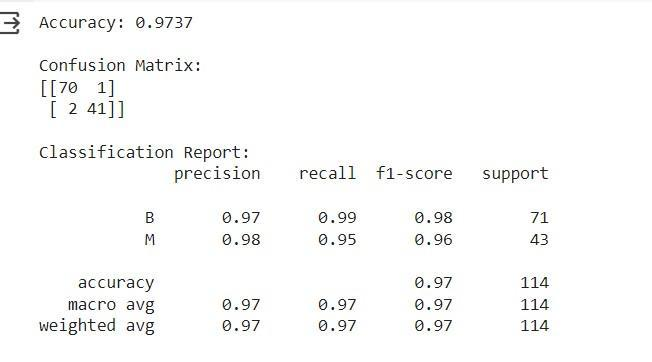 Accuracy: 0.9737
Confusion Matrix:
[[70  1]
 [ 2 41]]
Classification Report:
              precision    recall  f1-score   support
           B       0.97      0.99      0.98        71
           M       0.98      0.95      0.96        43
    accuracy                           0.97       114
   macro avg       0.97      0.97      0.97       114
weighted avg       0.97      0.97      0.97       114